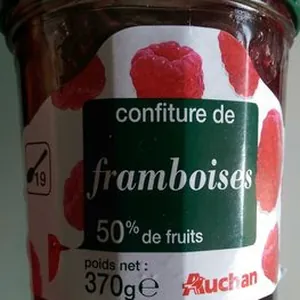 confiture de
framboises
50% de fruits
poids net :
370g℮
Auchan
19